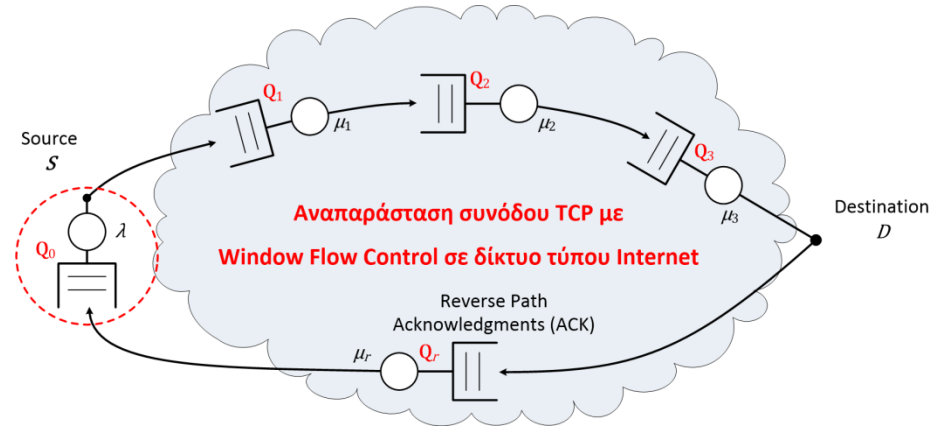 Q₁
Q₂
μ₁
μ₂
Q₃
Source
S
μ₃
Destination
D
λ
Q₀
Αναπαράσταση συνόδου TCP με
Window Flow Control σε δίκτυο τύπου Internet
Reverse Path
Acknowledgments (ACK)
μᵣ
Qᵣ